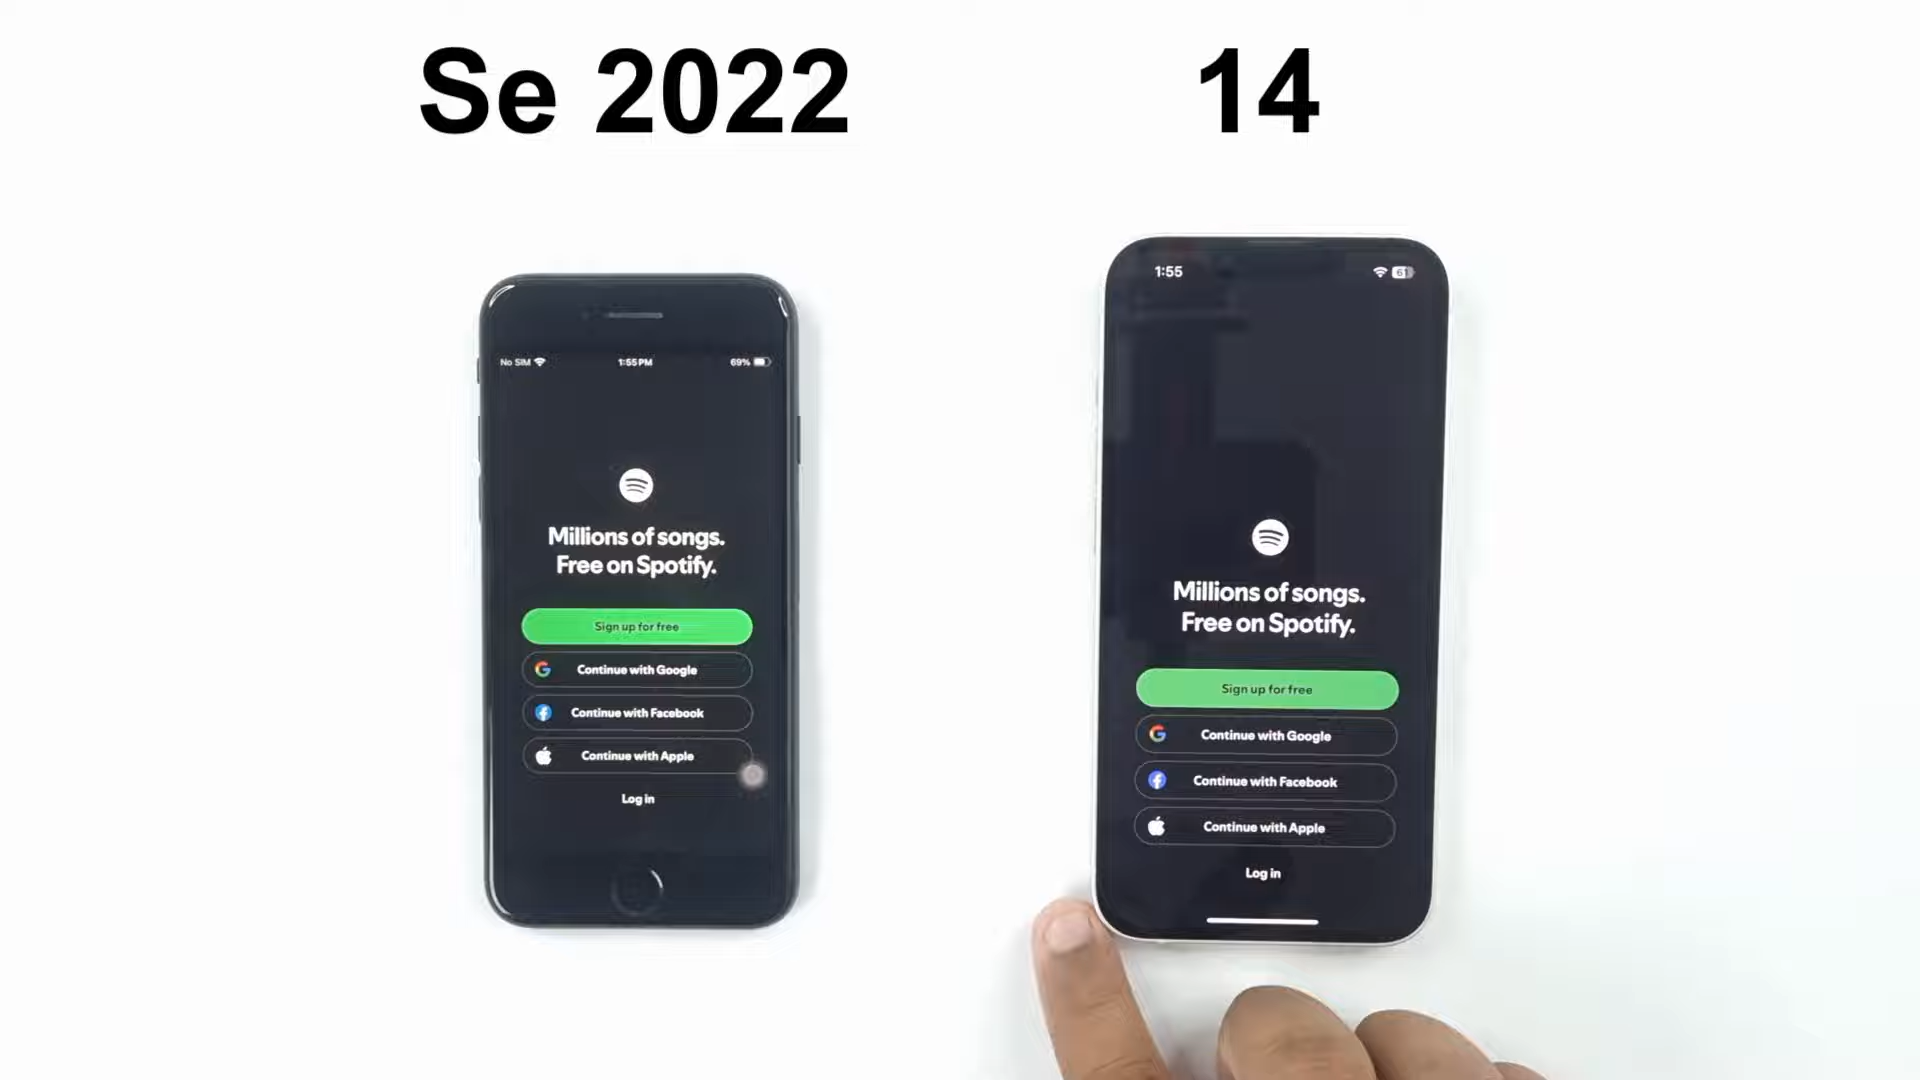 Se 2022
14
No SIM
1:55 PM
69%
Millions of songs.
Free on Spotify.
Sign up for free
Continue with Google
Continue with Facebook
Continue with Apple
Log in
1:55
61
Millions of songs.
Free on Spotify.
Sign up for free
Continue with Google
Continue with Facebook
Continue with Apple
Log in